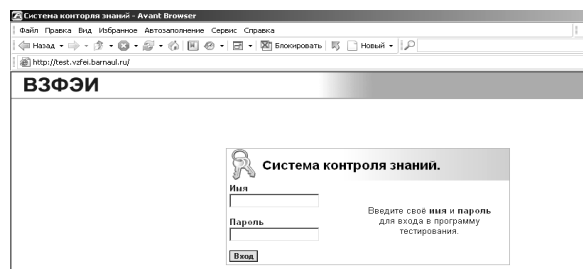 Система конторля знаний - Avant Browser
Файл Правка Вид Избранное Автозаполнение Сервис Справка
Назад Блокировать Новый
http://test.vzfei.barnaul.ru/
ВЗФЭИ
Система контроля знаний.
Имя
Пароль
Введите своё имя и пароль
для входа в программу
тестирования.
Вход